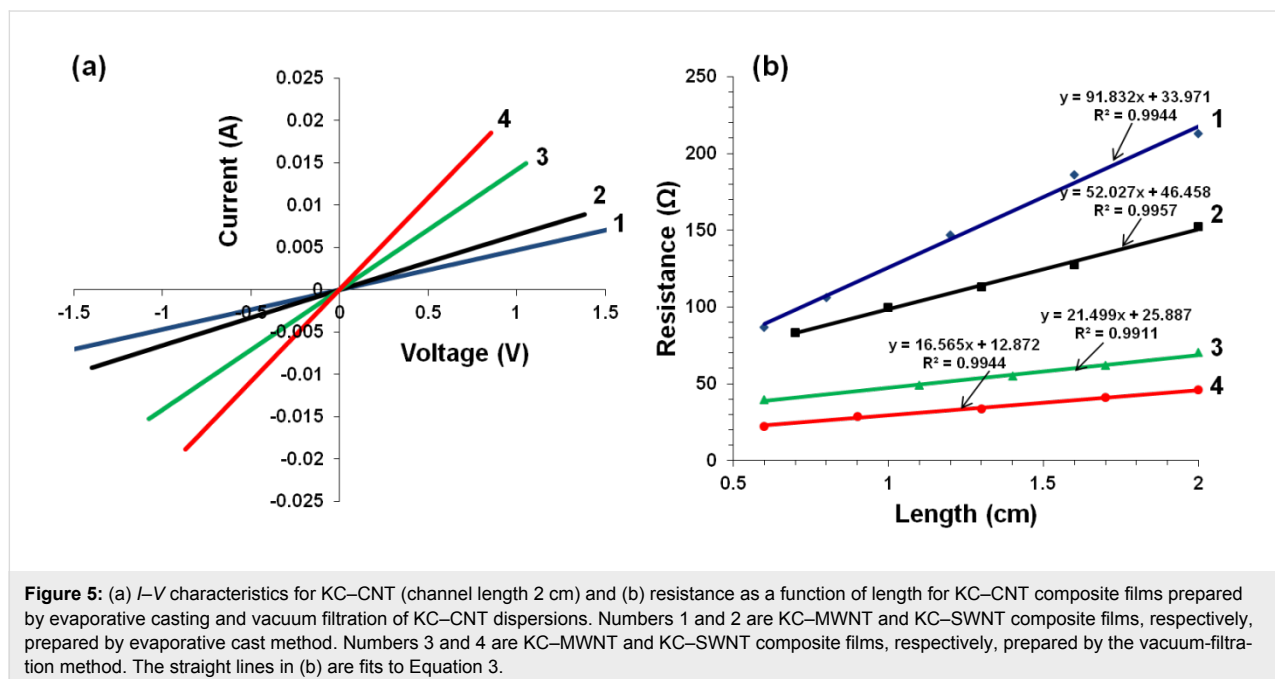 (a)
0.025
0.02
0.015
0.01
0.005
0
-0.005
-0.01
-0.015
-0.02
-0.025
-1.5
-1
-0.5
0
0.5
1
1.5
Current (A)
Voltage (V)
4
3
2
1
(b)
250
200
150
100
50
0
0.5
1
1.5
2
Resistance (Ω)
Length (cm)
y = 91.832x + 33.971
R² = 0.9944
1
y = 52.027x + 46.458
R² = 0.9957
2
y = 21.499x + 25.887
R² = 0.9911
3
y = 16.565x + 12.872
R² = 0.9944
4
Figure 5: (a) I–V characteristics for KC–CNT (channel length 2 cm) and (b) resistance as a function of length for KC–CNT composite films prepared
by evaporative casting and vacuum filtration of KC–CNT dispersions. Numbers 1 and 2 are KC–MWNT and KC–SWNT composite films, respectively,
prepared by evaporative cast method. Numbers 3 and 4 are KC–MWNT and KC–SWNT composite films, respectively, prepared by the vacuum-filtra-
tion method. The straight lines in (b) are fits to Equation 3.